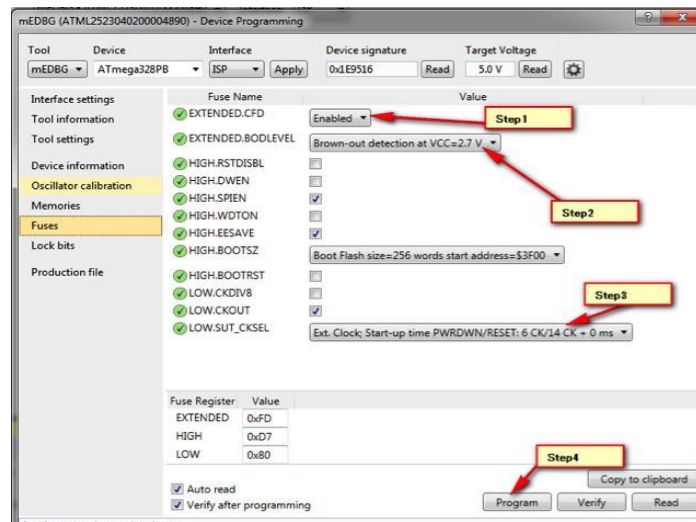 mEDBG (ATML2523040200004890) - Device Programming
Tool Device Interface Device signature Target Voltage
mEDBG ATmega328PB ISP Apply 0x1E9516 Read 5.0 V Read
Interface settings
Tool information
Tool settings
Device information
Oscillator calibration
Memories
Fuses
Lock bits
Production file
Fuse Name Value
EXTENDED.CFD Enabled
Step1
EXTENDED.BODLEVEL Brown-out detection at VCC=2.7 V
HIGH.RSTDISBL
HIGH.DWEN
HIGH.SPIEN
Step2
HIGH.WDTON
HIGH.EESAVE
HIGH.BOOTSZ Boot Flash size=256 words start address=$3F00
HIGH.BOOTRST
LOW.CKDIV8
Step3
LOW.CKOUT
LOW.SUT_CKSEL Ext. Clock; Start-up time PWRDWN/RESET: 6 CK/14 CK + 0 ms
Fuse Register Value
EXTENDED 0xFD
HIGH 0xD7
LOW 0x80
Step4
Copy to clipboard
Auto read
Verify after programming
Program Verify Read